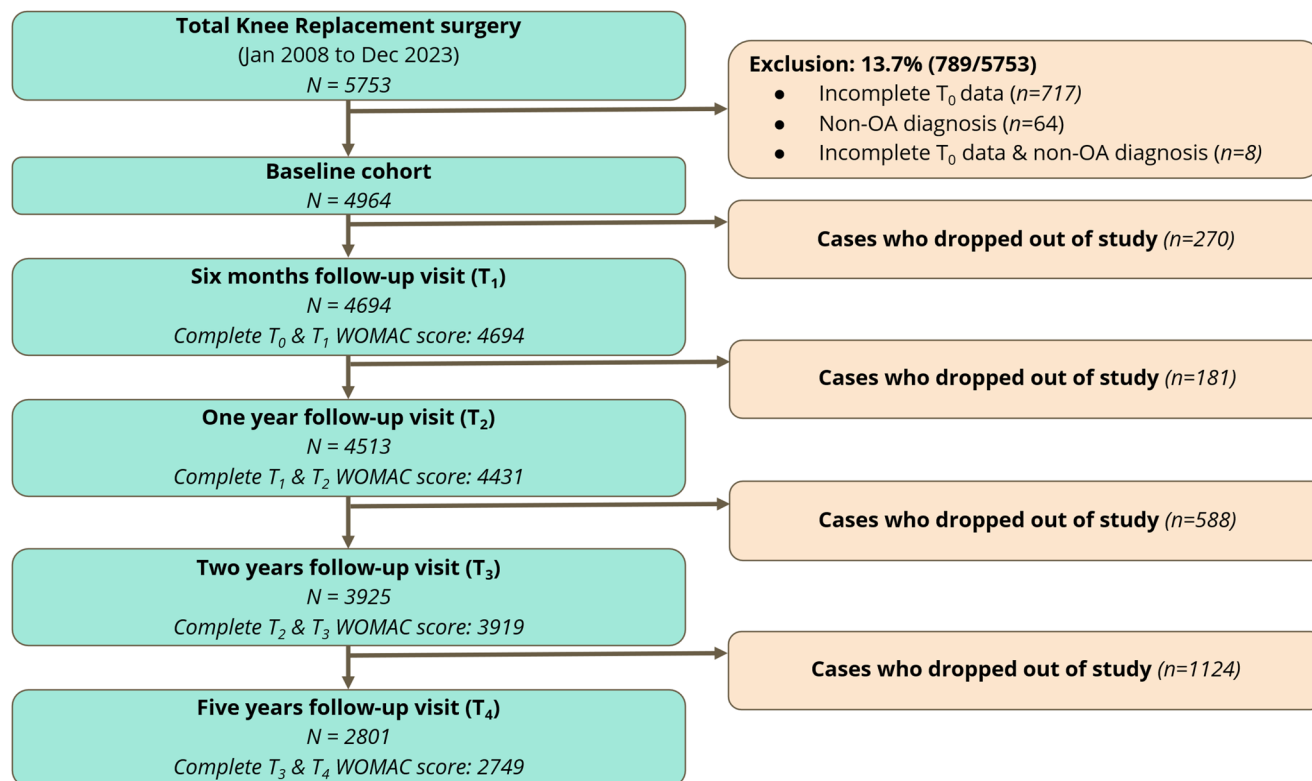 Total Knee Replacement surgery
(Jan 2008 to Dec 2023)
N = 5753
Exclusion: 13.7% (789/5753)
● Incomplete T₀ data (n=717)
● Non-OA diagnosis (n=64)
● Incomplete T₀ data & non-OA diagnosis (n=8)
Baseline cohort
N = 4964
Cases who dropped out of study (n=270)
Six months follow-up visit (T₁)
N = 4694
Complete T₀ & T₁ WOMAC score: 4694
Cases who dropped out of study (n=181)
One year follow-up visit (T₂)
N = 4513
Complete T₁ & T₂ WOMAC score: 4431
Cases who dropped out of study (n=588)
Two years follow-up visit (T₃)
N = 3925
Complete T₂ & T₃ WOMAC score: 3919
Cases who dropped out of study (n=1124)
Five years follow-up visit (T₄)
N = 2801
Complete T₃ & T₄ WOMAC score: 2749